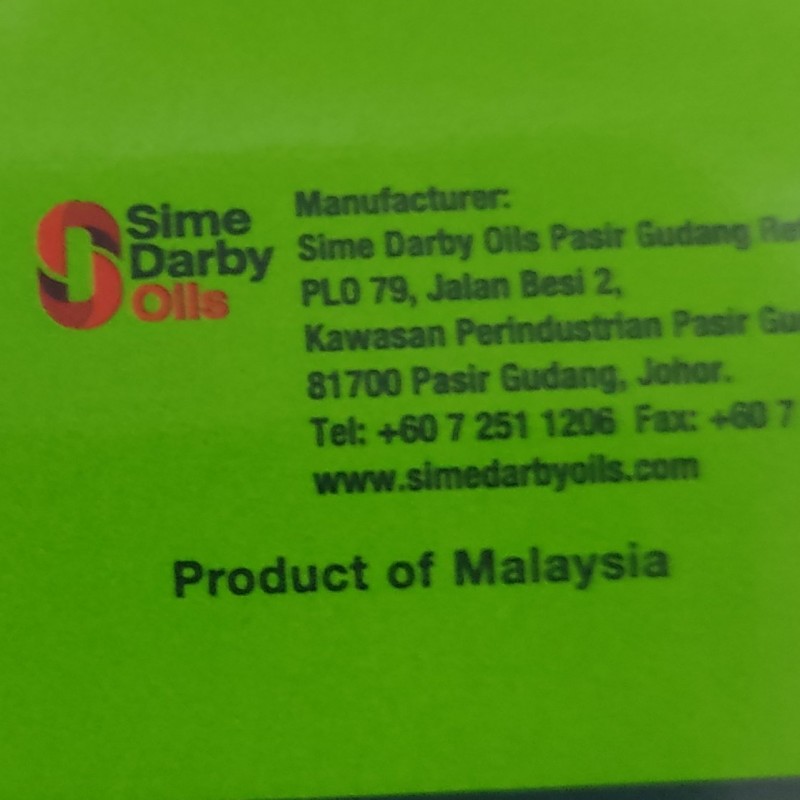 Sime
Darby
Oils
Manufacturer:
Sime Darby Oils Pasir Gudang
PLO 79, Jalan Besi 2,
Kawasan Perindustrian Pasir
81700 Pasir Gudang, Johor.
Tel: +60 7 251 1206 Fax: +60 7
www.simedarbyoils.com
Product of Malaysia